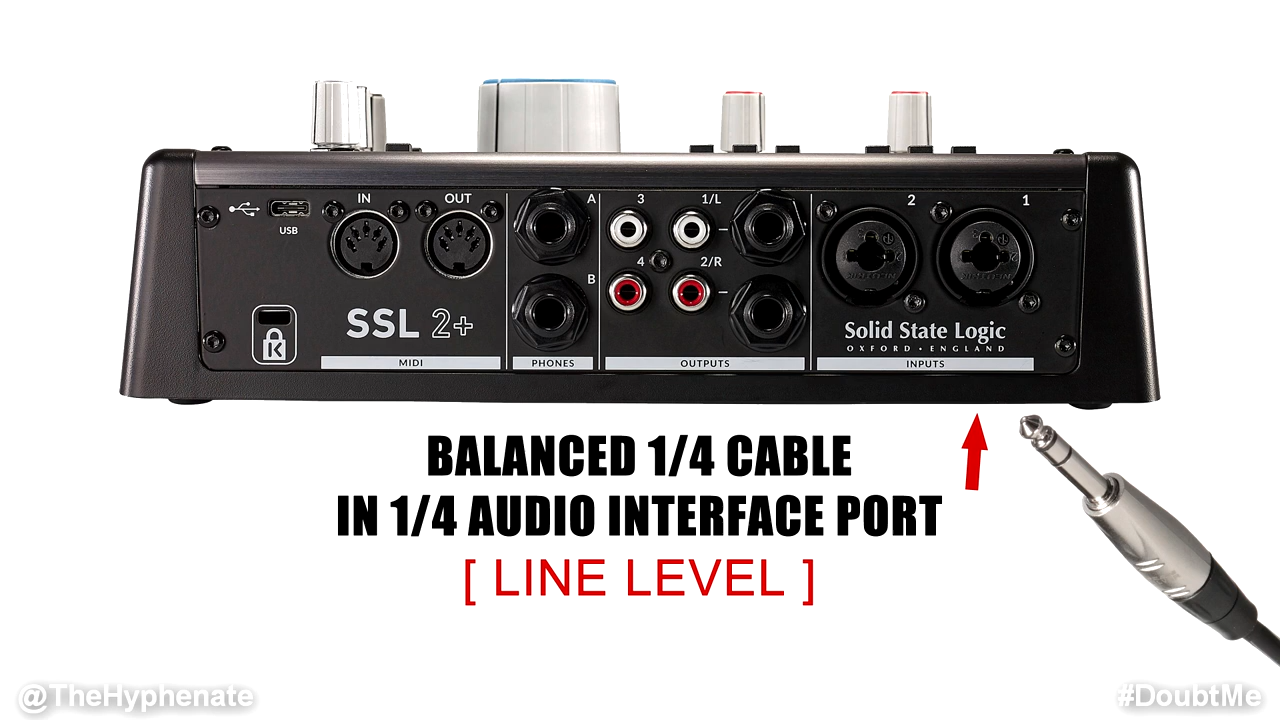 IN
OUT
A
3
1/L
2
1
USB
4
2/R
B
SSL 2+
Solid State Logic
OXFORD • ENGLAND
K
MIDI
PHONES
OUTPUTS
INPUTS
BALANCED 1/4 CABLE
IN 1/4 AUDIO INTERFACE PORT
[ LINE LEVEL ]
@TheHyphenate
#DoubtMe